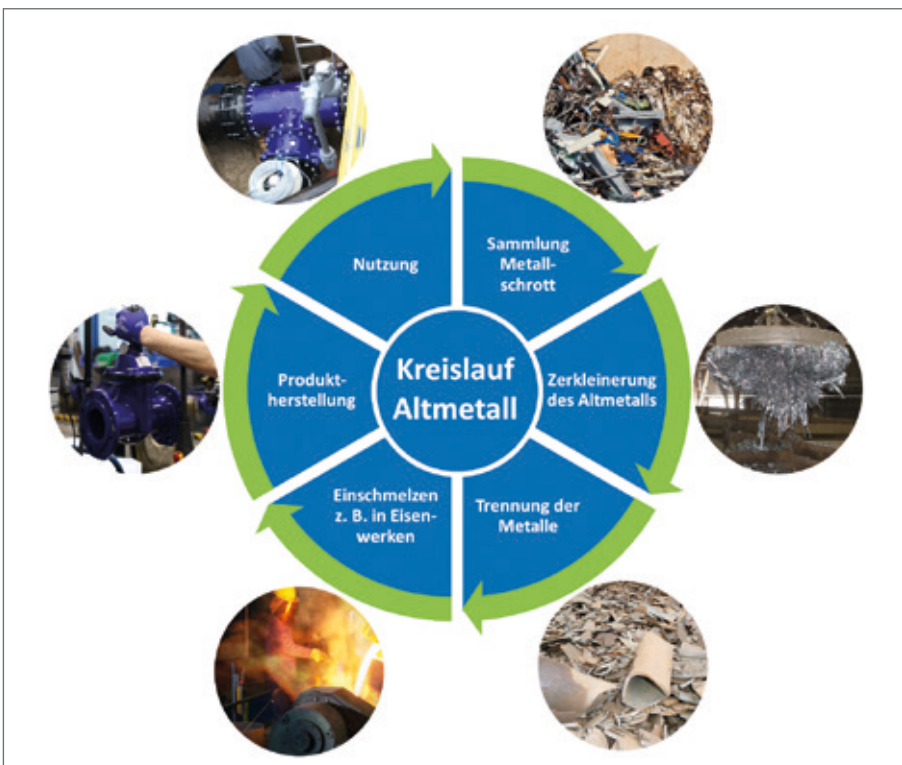 Kreislauf
Altmetall
Sammlung
Metall-
schrott
Zerkleinerung
des Altmetalls
Trennung der
Metalle
Einschmelzen
z. B. in Eisen-
werken
Produkt-
herstellung
Nutzung